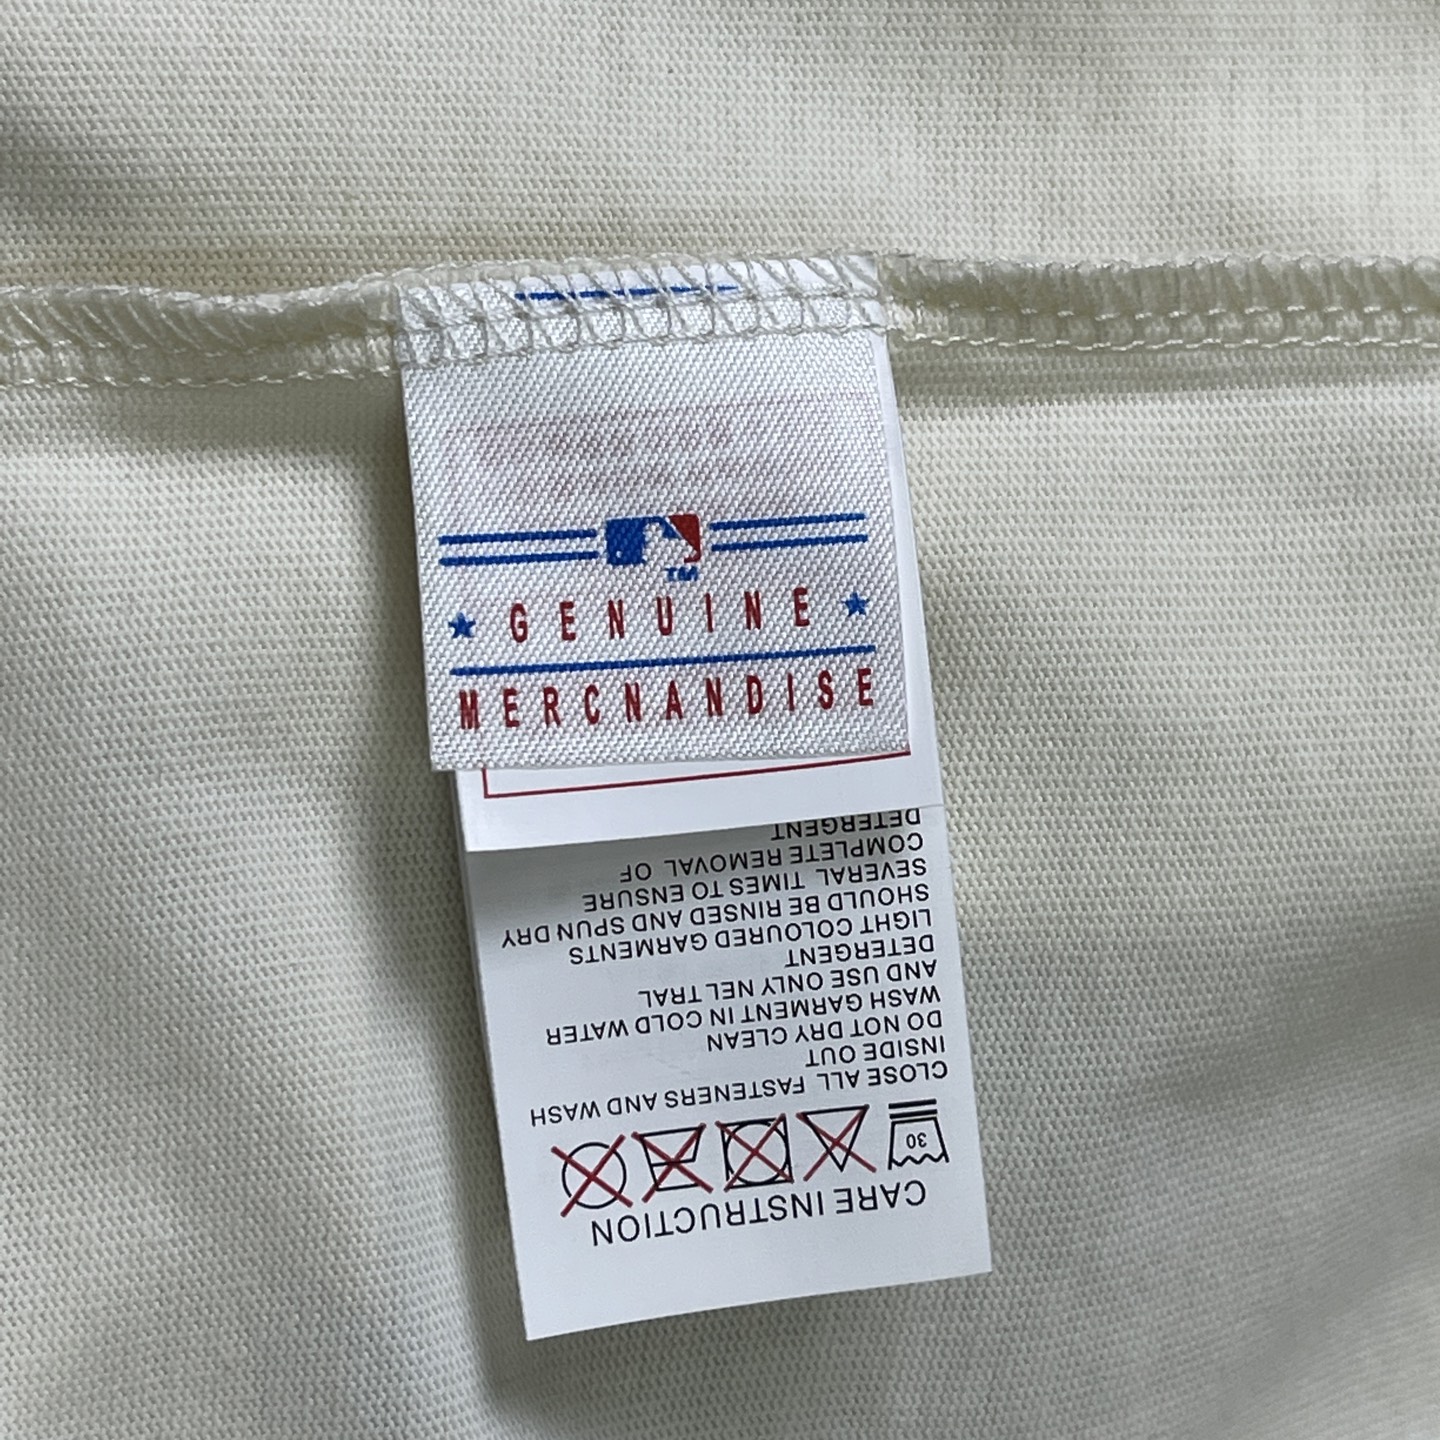 TM
GENUINE
MERCNANDISE
CARE INSTRUCTION
30
CLOSE ALL FASTENERS AND WASH
INSIDE OUT
DO NOT DRY CLEAN
WASH GARMENT IN COLD WATER
AND USE ONLY NEL TRAL
DETERGENT
LIGHT COLOURED GARMENTS
SHOULD BE RINSED AND SPUN DRY
SEVERAL TIMES TO ENSURE
COMPLETE REMOVAL OF
DETERGENT